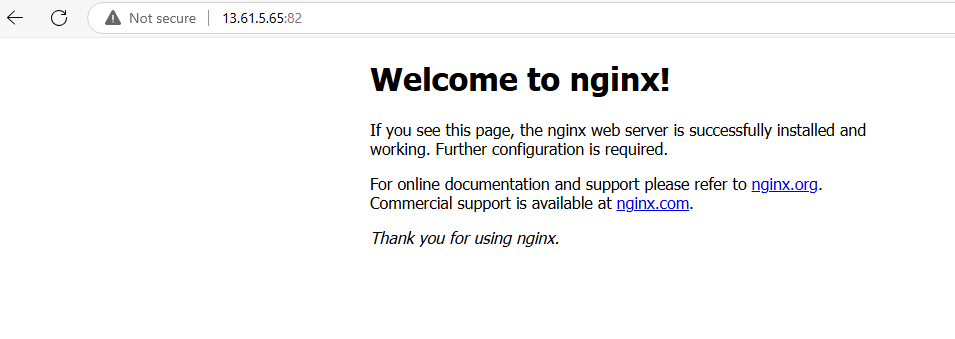 Not secure 13.61.5.65:82
Welcome to nginx!
If you see this page, the nginx web server is successfully installed and
working. Further configuration is required.
For online documentation and support please refer to nginx.org.
Commercial support is available at nginx.com.
Thank you for using nginx.